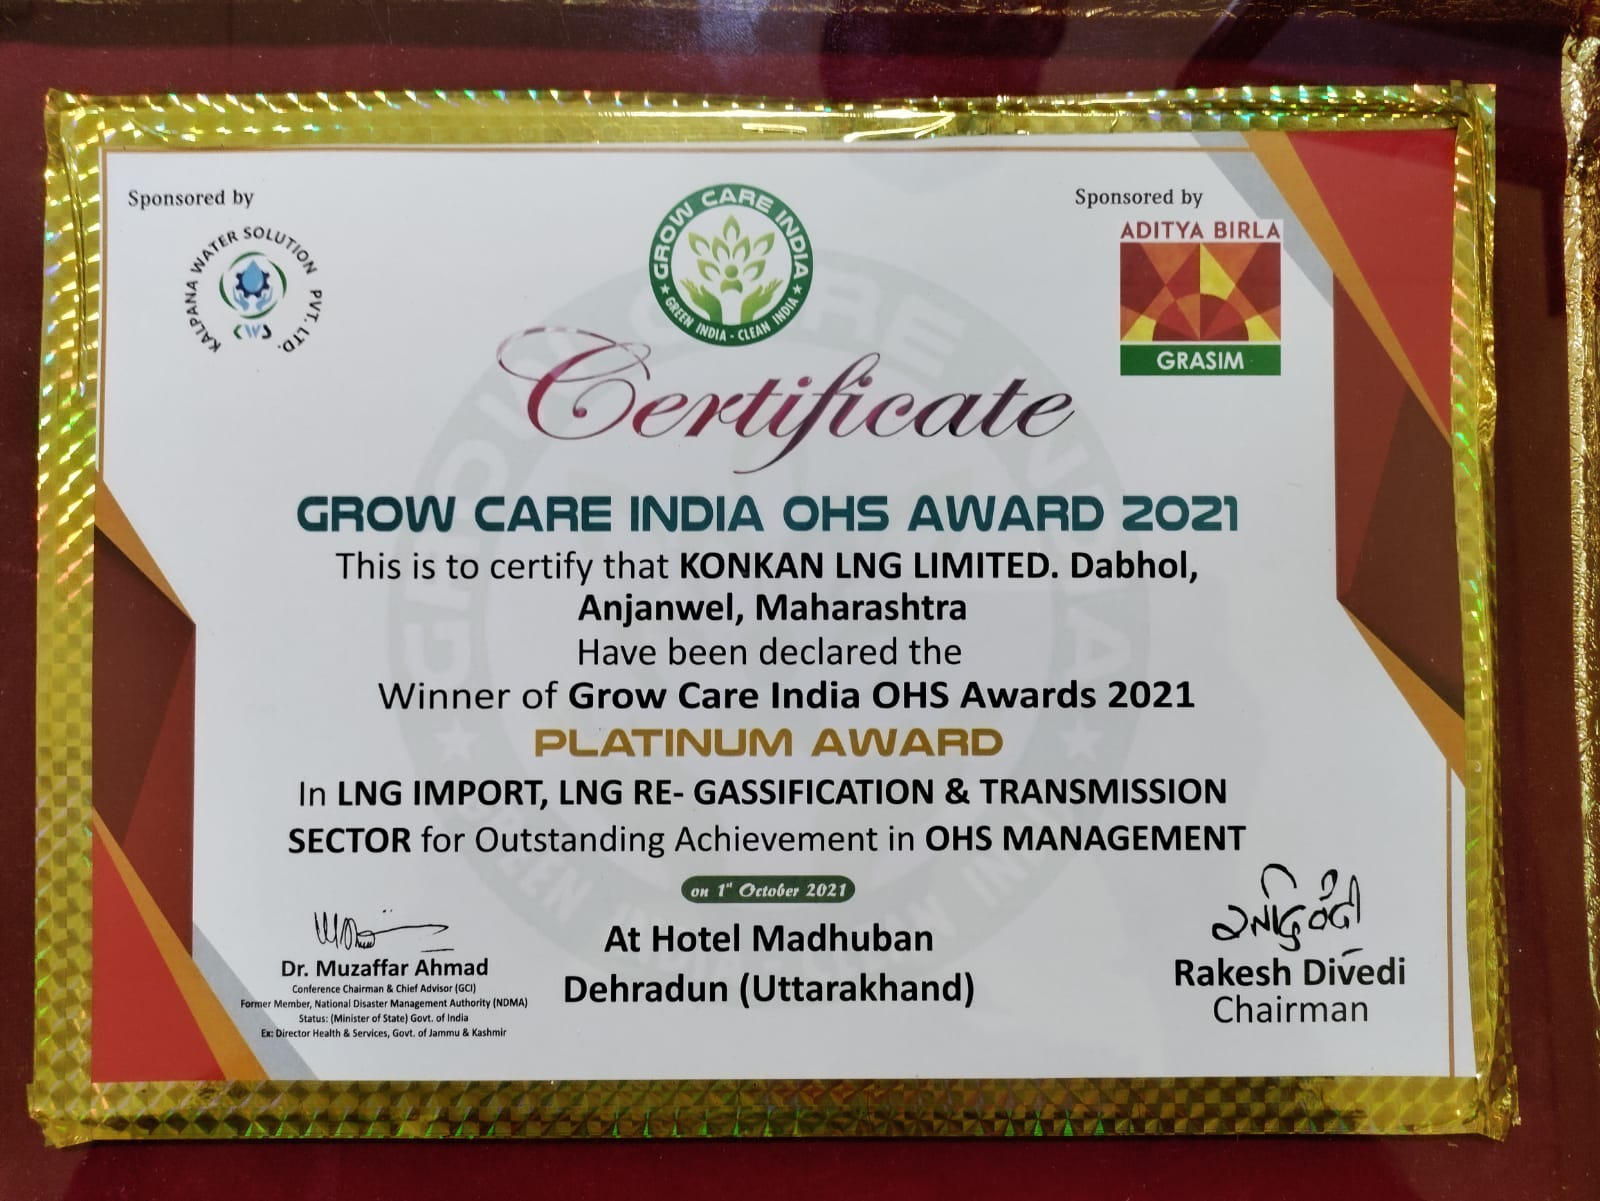 Sponsored by
KALPANA WATER SOLUTION PVT. LTD.
KWS
GROW CARE INDIA
★ GREEN INDIA - CLEAN INDIA ★
Sponsored by
ADITYA BIRLA
GRASIM
Certificate
GROW CARE INDIA OHS AWARD 2021
This is to certify that KONKAN LNG LIMITED. Dabhol,
Anjanwel, Maharashtra
Have been declared the
Winner of Grow Care India OHS Awards 2021
PLATINUM AWARD
In LNG IMPORT, LNG RE- GASSIFICATION & TRANSMISSION
SECTOR for Outstanding Achievement in OHS MANAGEMENT
on 1st October 2021
At Hotel Madhuban
Dehradun (Uttarakhand)
Dr. Muzaffar Ahmad
Conference Chairman & Chief Advisor (GCI)
Former Member, National Disaster Management Authority (NDMA)
Status: (Minister of State) Govt. of India
Ex: Director Health & Services, Govt. of Jammu & Kashmir
Rakesh Divedi
Chairman